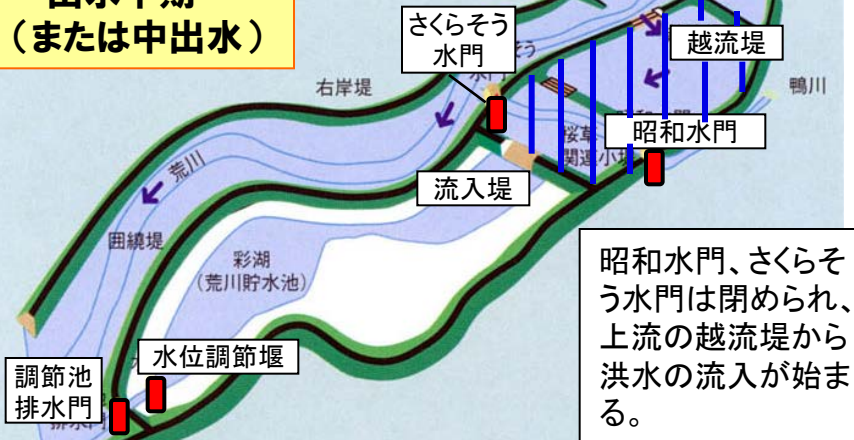 出水中期
（または中出水）
さくらそう
水門
越流堤
右岸堤
鴨川
昭和水門
荒川
流入堤
囲繞堤
彩湖
（荒川貯水池）
水位調節堰
調節池
排水門
昭和水門、さくらそ
う水門は閉められ、
上流の越流堤から
洪水の流入が始ま
る。